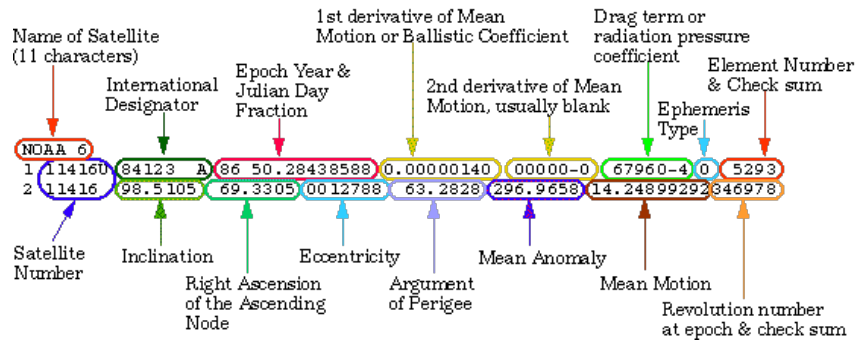 Name of Satellite
(11 characters)
International
Designator
Epoch Year &
Julian Day
Fraction
1st derivative of Mean
Motion or Ballistic Coefficient
2nd derivative of Mean
Motion, usually blank
Drag term or
radiation pressure
coefficient
Ephemeris
Type
Element Number
& Check sum
NOAA 6
1 11416U 84123 A 86 50.28438588 0.00000140 00000-0 67960-4 0 5293
2 11416 98.5105 69.3305 0012788 63.2828 296.9658 14.24899292 346978
Satellite
Number
Inclination
Right Ascension
of the Ascending
Node
Eccentricity
Argument
of Perigee
Mean Anomaly
Mean Motion
Revolution number
at epoch & check sum